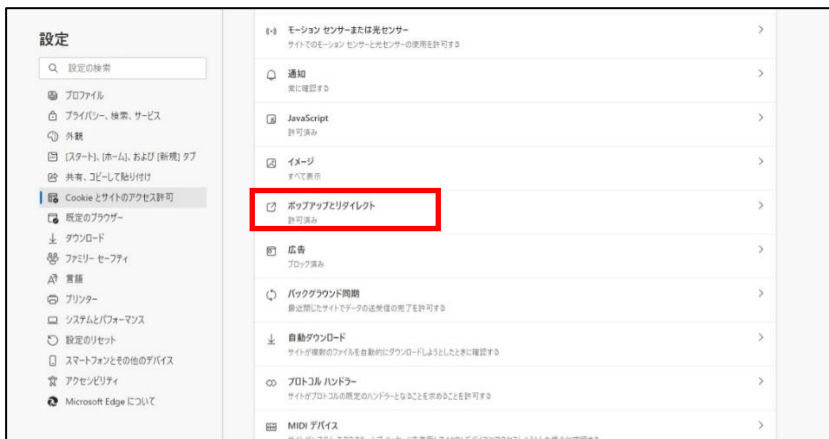 設定
設定の検索
プロファイル
プライバシー、検索、サービス
外観
[スタート]、[ホーム]、および [新規] タブ
共有、コピーして貼り付け
Cookie とサイトのアクセス許可
既定のブラウザー
ダウンロード
ファミリー セーフティ
言語
プリンター
システムとパフォーマンス
設定のリセット
スマートフォンとその他のデバイス
アクセシビリティ
Microsoft Edge について
モーション センサーまたは光センサー
サイトでのモーション センサーと光センサーの使用を許可する
通知
常に確認する
JavaScript
許可済み
イメージ
すべて表示
ポップアップとリダイレクト
許可済み
広告
ブロック済み
バックグラウンド同期
最近閉じたサイトでデータの送受信の完了を許可する
自動ダウンロード
サイトが複数のファイルを自動的にダウンロードしようとしたときに確認する
プロトコル ハンドラー
サイトがプロトコルの既定のハンドラーとなることを求めることを許可する
MIDI デバイス